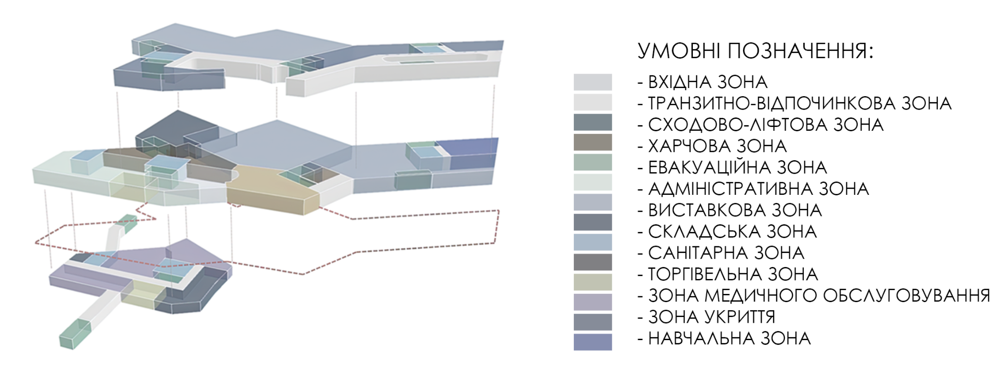 УМОВНІ ПОЗНАЧЕННЯ:
- ВХІДНА ЗОНА
- ТРАНЗИТНО-ВІДПОЧИНКОВА ЗОНА
- СХОДОВО-ЛІФТОВА ЗОНА
- ХАРЧОВА ЗОНА
- ЕВАКУАЦІЙНА ЗОНА
- АДМІНІСТРАТИВНА ЗОНА
- ВИСТАВКОВА ЗОНА
- СКЛАДСЬКА ЗОНА
- САНІТАРНА ЗОНА
- ТОРГІВЕЛЬНА ЗОНА
- ЗОНА МЕДИЧНОГО ОБСЛУГОВУВАННЯ
- ЗОНА УКРИТТЯ
- НАВЧАЛЬНА ЗОНА